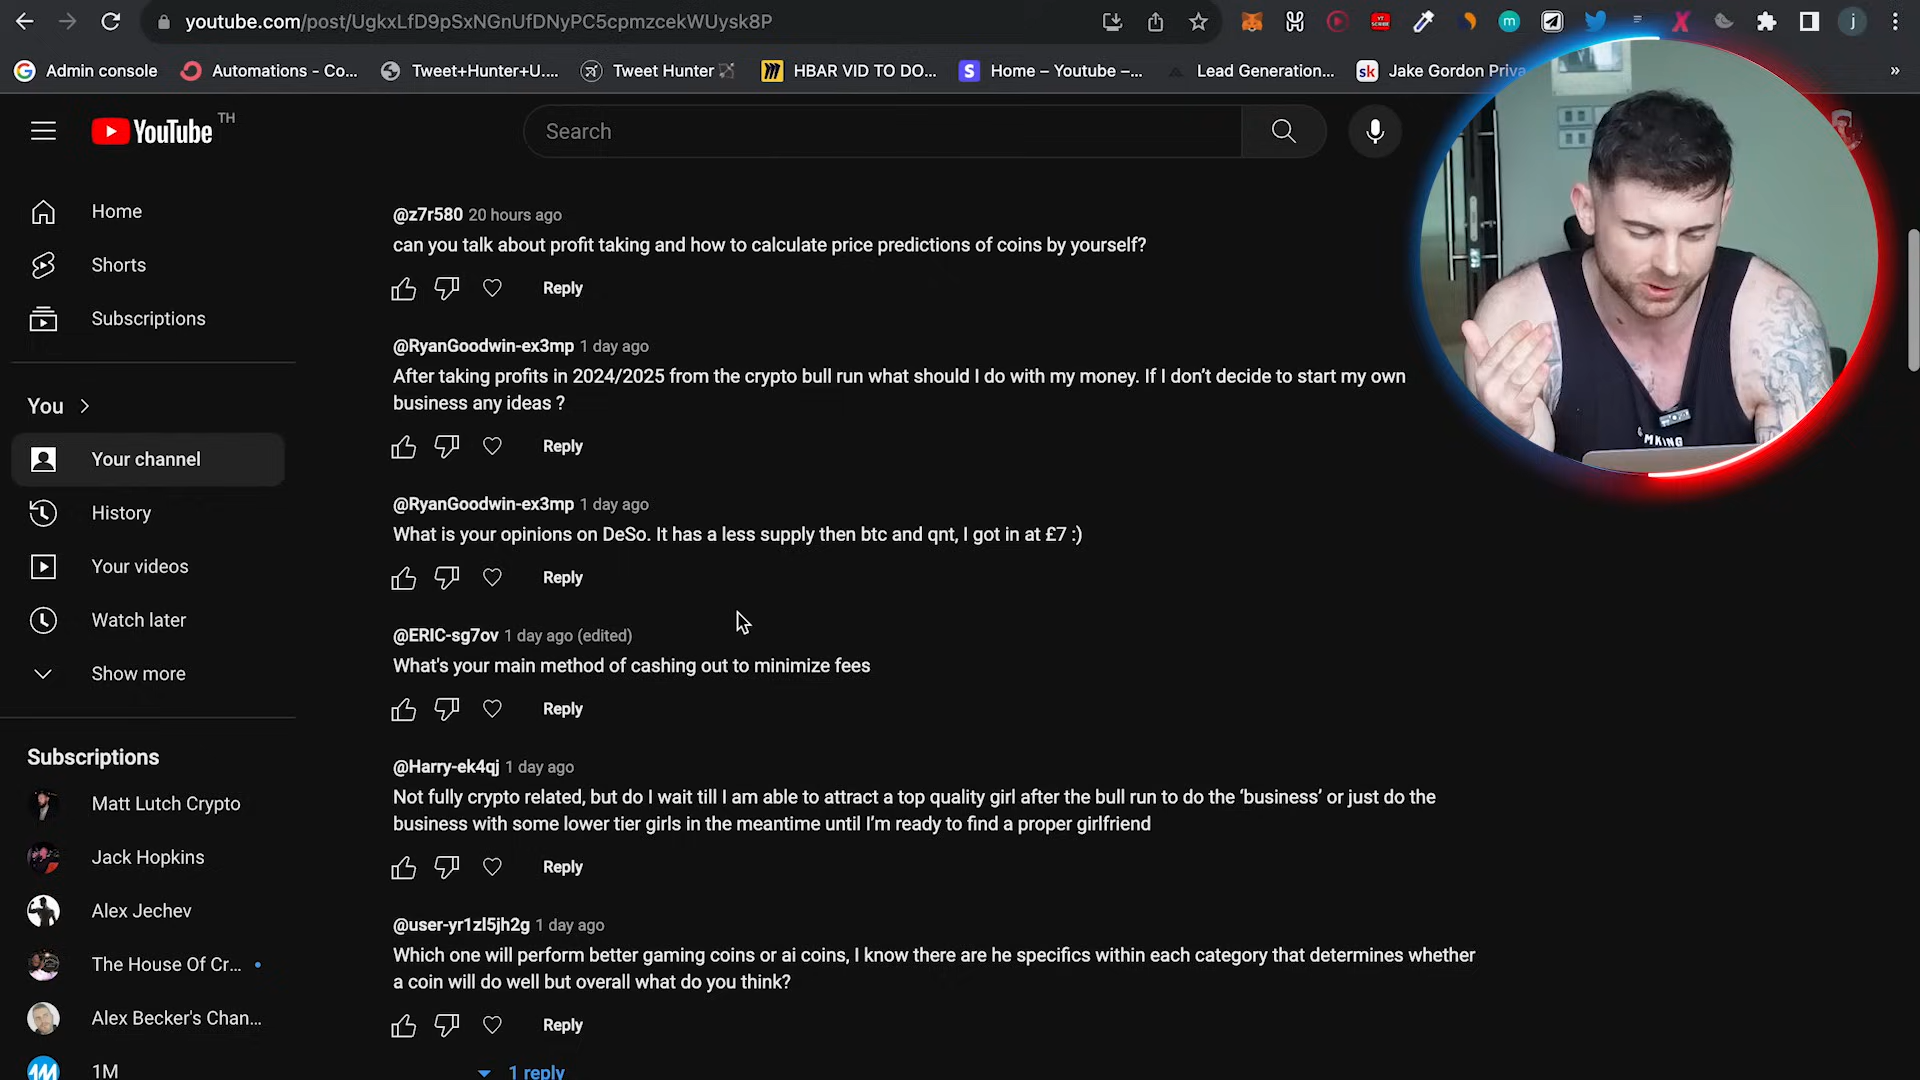 youtube.com/post/UgkxLfD9pSxNGnUfDNyPC5cpmzcekWUysk8P
Admin console
Automations - Co...
Tweet+Hunter+U....
Tweet Hunter
HBAR VID TO DO...
Home – Youtube –...
Lead Generation...
sk
Jake Gordon Priva
»
YouTube
TH
Search
Home
Shorts
Subscriptions
You
Your channel
History
Your videos
Watch later
Show more
Subscriptions
Matt Lutch Crypto
Jack Hopkins
Alex Jechev
The House Of Cr...
Alex Becker's Chan...
1M
@z7r580 20 hours ago
can you talk about profit taking and how to calculate price predictions of coins by yourself?
Reply
@RyanGoodwin-ex3mp 1 day ago
After taking profits in 2024/2025 from the crypto bull run what should I do with my money. If I don’t decide to start my own
business any ideas ?
Reply
@RyanGoodwin-ex3mp 1 day ago
What is your opinions on DeSo. It has a less supply then btc and qnt, I got in at £7 :)
Reply
@ERIC-sg7ov 1 day ago (edited)
What's your main method of cashing out to minimize fees
Reply
@Harry-ek4qj 1 day ago
Not fully crypto related, but do I wait till I am able to attract a top quality girl after the bull run to do the ‘business’ or just do the
business with some lower tier girls in the meantime until I’m ready to find a proper girlfriend
Reply
@user-yr1zl5jh2g 1 day ago
Which one will perform better gaming coins or ai coins, I know there are he specifics within each category that determines whether
a coin will do well but overall what do you think?
Reply
1 reply